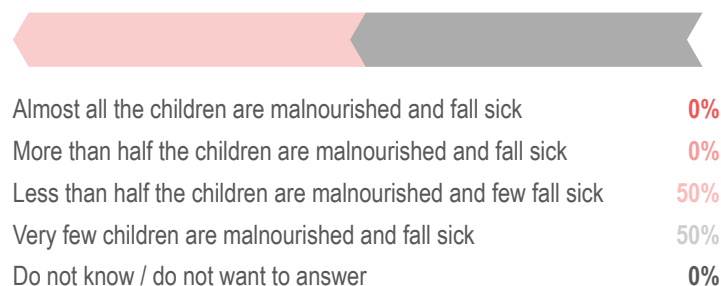 Almost all the children are malnourished and fall sick 0%
More than half the children are malnourished and fall sick 0%
Less than half the children are malnourished and few fall sick 50%
Very few children are malnourished and fall sick 50%
Do not know / do not want to answer 0%